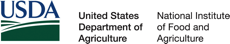 USDA
United States
Department of
Agriculture
National Institute
of Food and
Agriculture